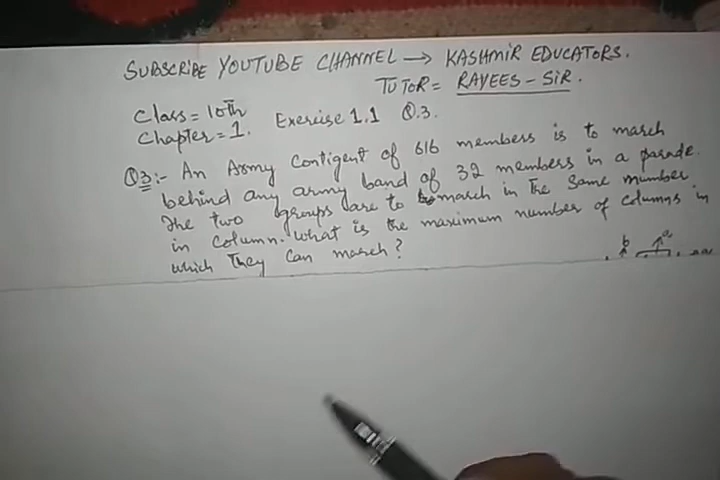 SUBSCRIBE YOUTUBE CHANNEL → KASHMIR EDUCATORS.
TUTOR = RAYEES - SIR.
Class = 10Th
Chapter = 1. Exercise 1.1 Q.3.
Q3:- An Army Contigent of 616 members is to march
behind any army band of 32 members in a parade.
The two groups are to march in the same number
in column. what is the maximum number of columns in
which They can march?
b a